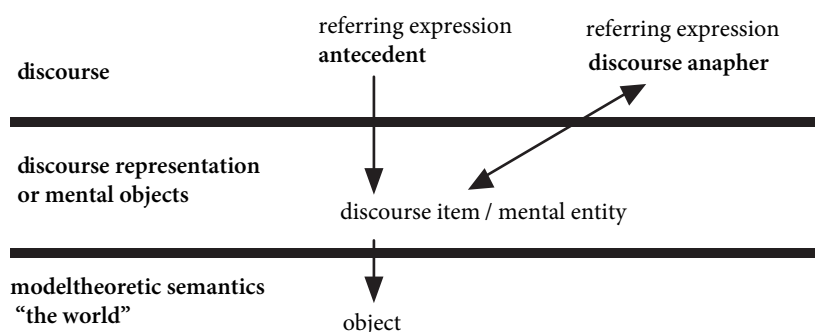 referring expression
antecedent
referring expression
discourse anapher
discourse
discourse representation
or mental objects
discourse item / mental entity
modeltheoretic semantics
“the world”
object